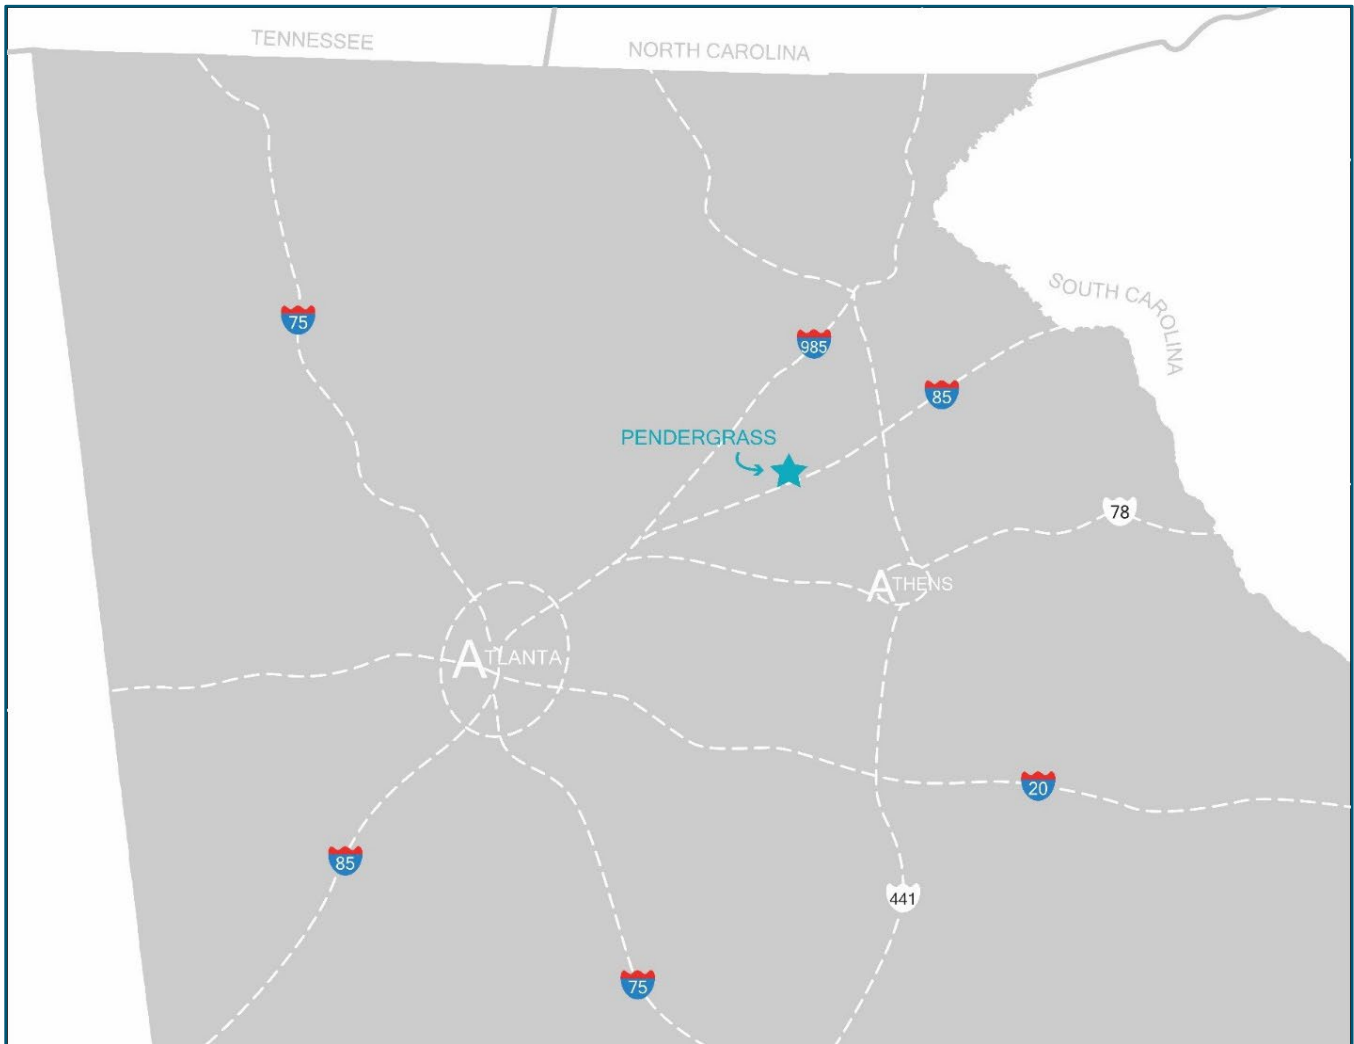 TENNESSEE
NORTH CAROLINA
SOUTH CAROLINA
75
985
85
PENDERGRASS
78
ATHENS
ATLANTA
20
85
441
75